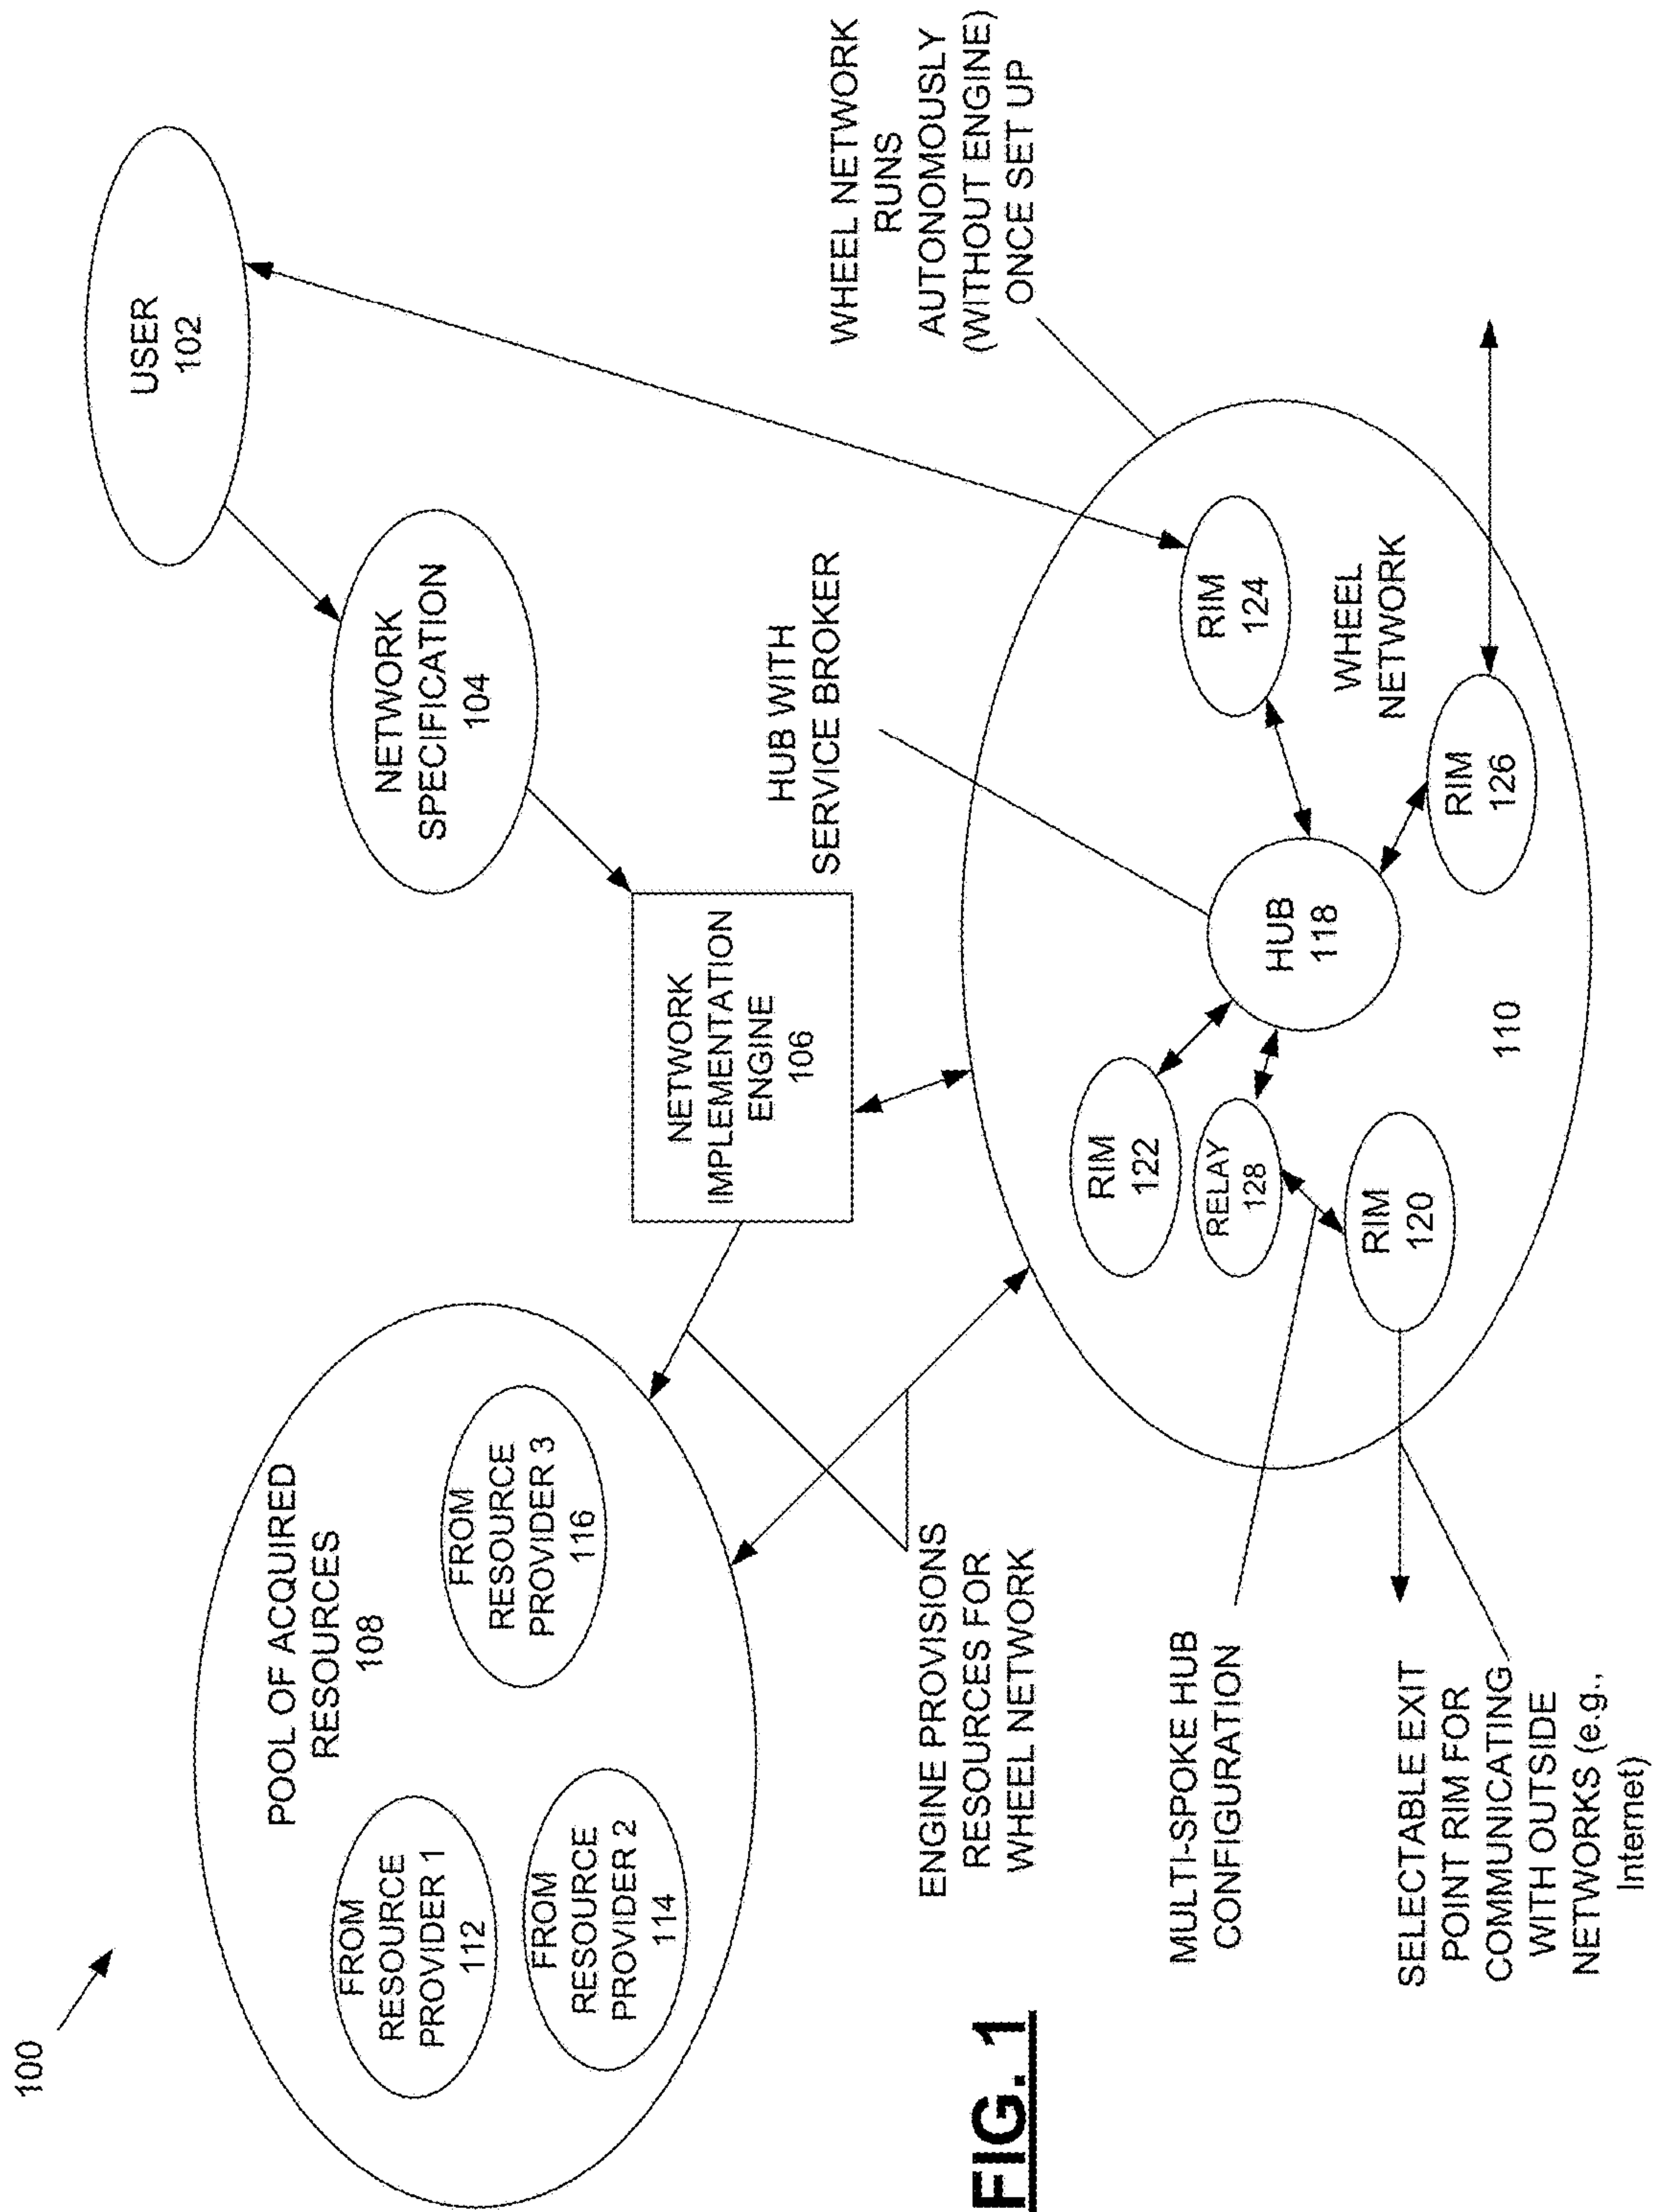 100
POOL OF ACQUIRED
RESOURCES
108
FROM
RESOURCE
PROVIDER 1
112
FROM
RESOURCE
PROVIDER 2
114
FROM
RESOURCE
PROVIDER 3
116
USER
102
NETWORK
SPECIFICATION
104
NETWORK
IMPLEMENTATION
ENGINE
106
HUB WITH
SERVICE BROKER
WHEEL NETWORK
RUNS
AUTONOMOUSLY
(WITHOUT ENGINE)
ONCE SET UP
ENGINE PROVISIONS
RESOURCES FOR
WHEEL NETWORK
RIM
122
RELAY
128
RIM
120
HUB
118
RIM
124
WHEEL
NETWORK
RIM
126
110
MULTI-SPOKE HUB
CONFIGURATION
SELECTABLE EXIT
POINT RIM FOR
COMMUNICATING
WITH OUTSIDE
NETWORKS (e.g.,
Internet)
FIG. 1